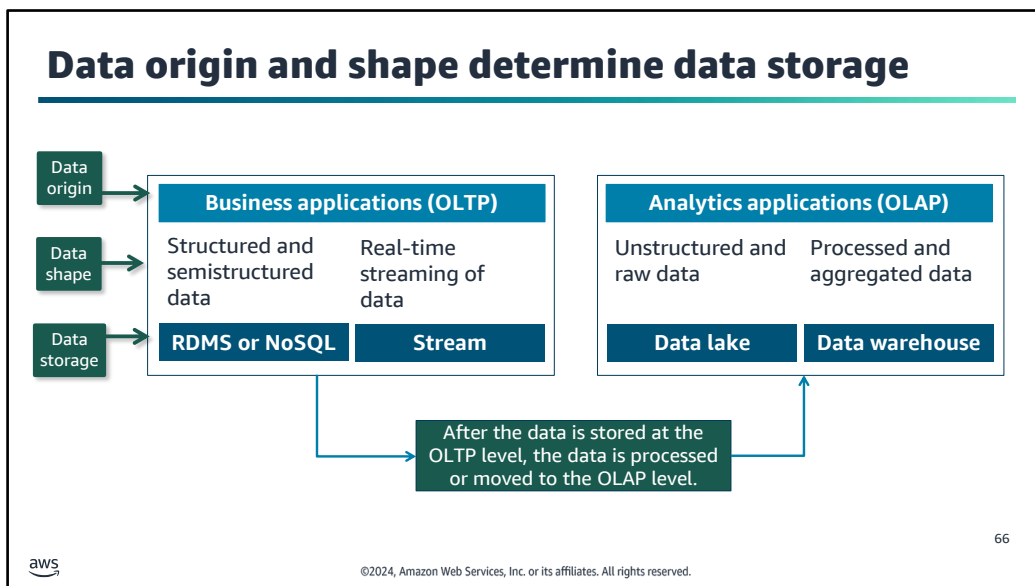 Data origin and shape determine data storage
Data
origin
Business applications (OLTP)
Analytics applications (OLAP)
Data
shape
Structured and
semistructured
data
Real-time
streaming of
data
Unstructured and
raw data
Processed and
aggregated data
Data
storage
RDMS or NoSQL
Stream
Data lake
Data warehouse
After the data is stored at the
OLTP level, the data is processed
or moved to the OLAP level.
66
aws
©2024, Amazon Web Services, Inc. or its affiliates. All rights reserved.